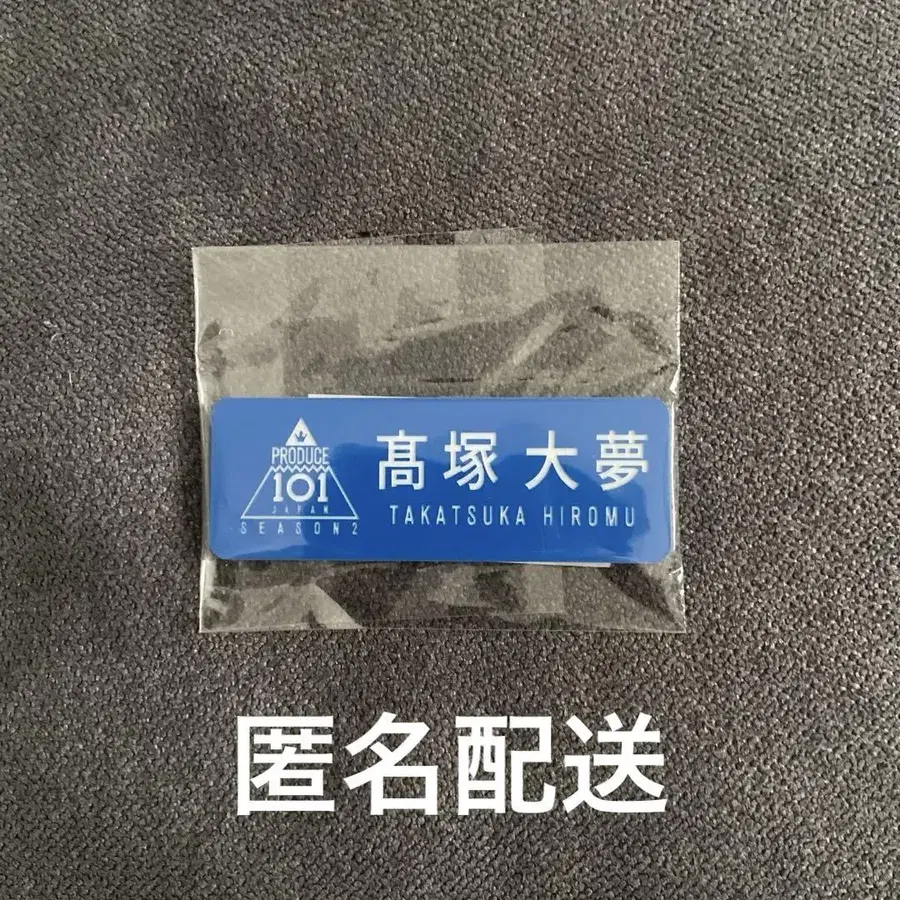 PRODUCE
101
JAPAN
SEASON2
髙塚 大夢
TAKATSUKA HIROMU
匿名配送